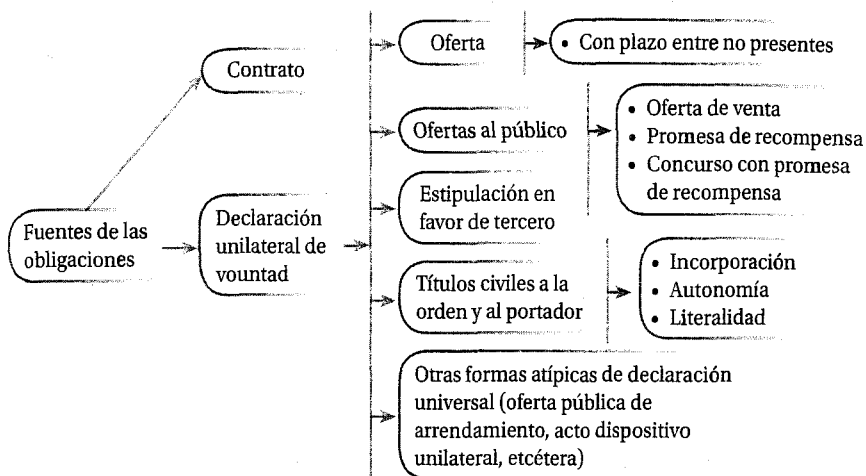 Fuentes de las
obligaciones
Contrato
Declaración
unilateral de
vountad
Oferta
• Con plazo entre no presentes
Ofertas al público
• Oferta de venta
• Promesa de recompensa
• Concurso con promesa
de recompensa
Estipulación en
favor de tercero
Títulos civiles a la
orden y al portador
• Incorporación
• Autonomía
• Literalidad
Otras formas atípicas de declaración
universal (oferta pública de
arrendamiento, acto dispositivo
unilateral, etcétera)